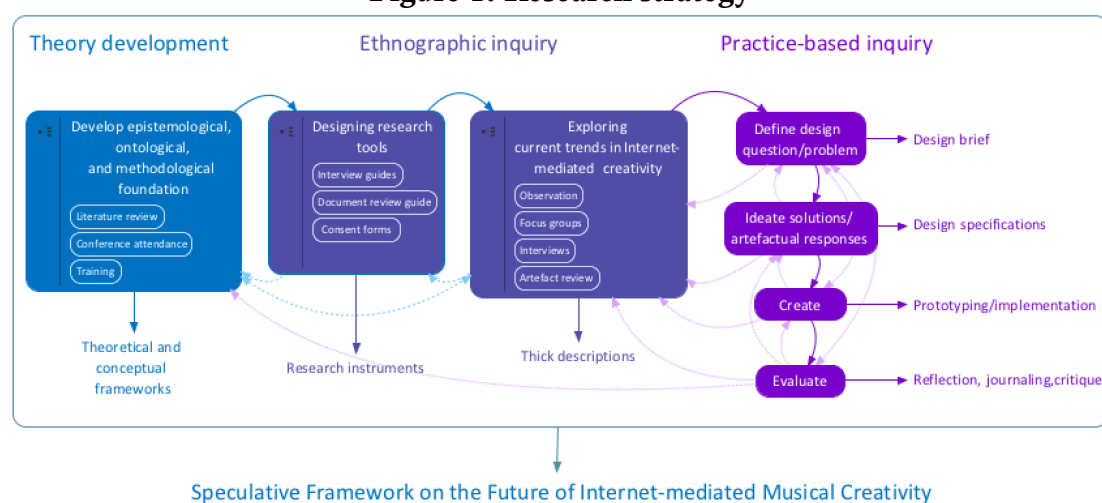 Figure 1: Research strategy
Theory development
Ethnographic inquiry
Practice-based inquiry
Develop epistemological,
ontological,
and methodological
foundation
Literature review
Conference attendance
Training
Theoretical and
conceptual
frameworks
Designing research
tools
Interview guides
Document review guide
Consent forms
Research instruments
Exploring
current trends in Internet-
mediated creativity
Observation
Focus groups
Interviews
Artefact review
Thick descriptions
Define design
question/problem
Design brief
Ideate solutions/
artefactual responses
Design specifications
Create
Prototyping/implementation
Evaluate
Reflection, journaling,critique
Speculative Framework on the Future of Internet-mediated Musical Creativity